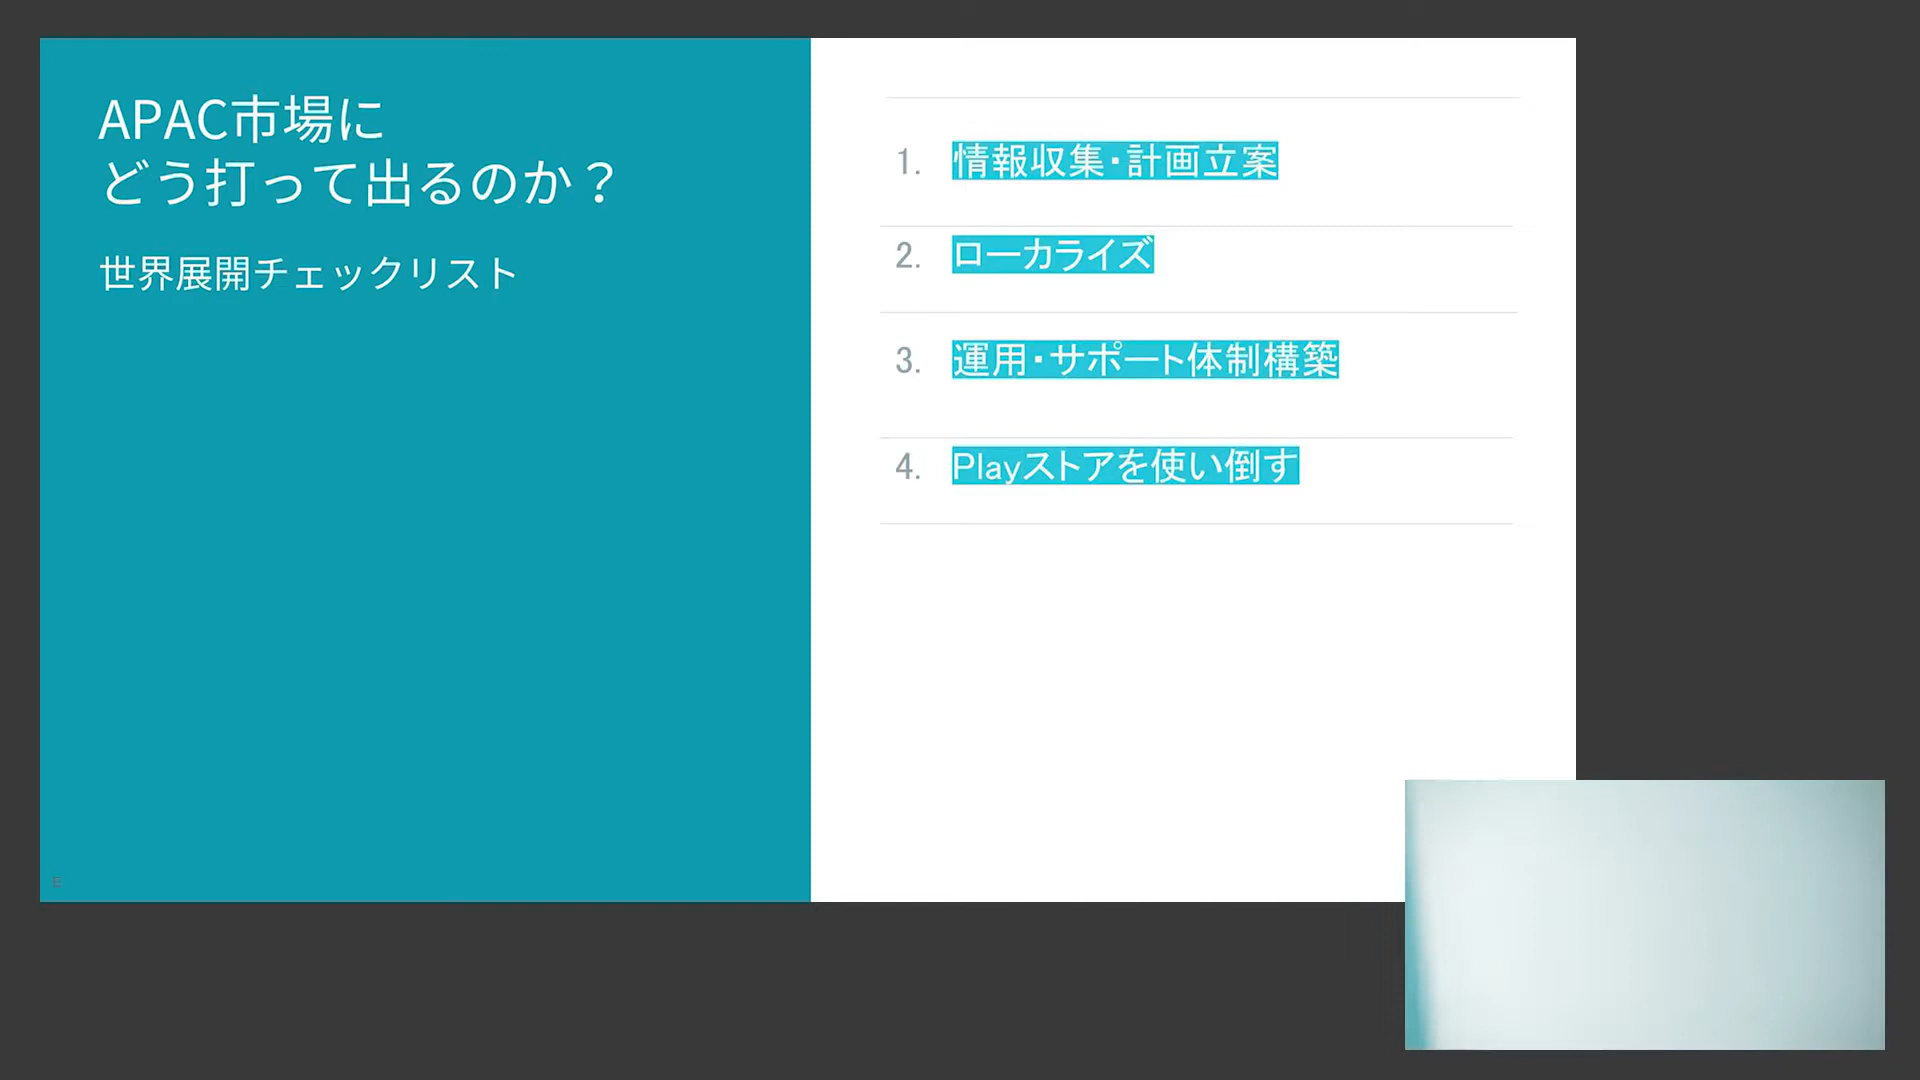 APAC市場に
どう打って出るのか？
世界展開チェックリスト
1. 情報収集・計画立案
2. ローカライズ
3. 運用・サポート体制構築
4. Playストアを使い倒す